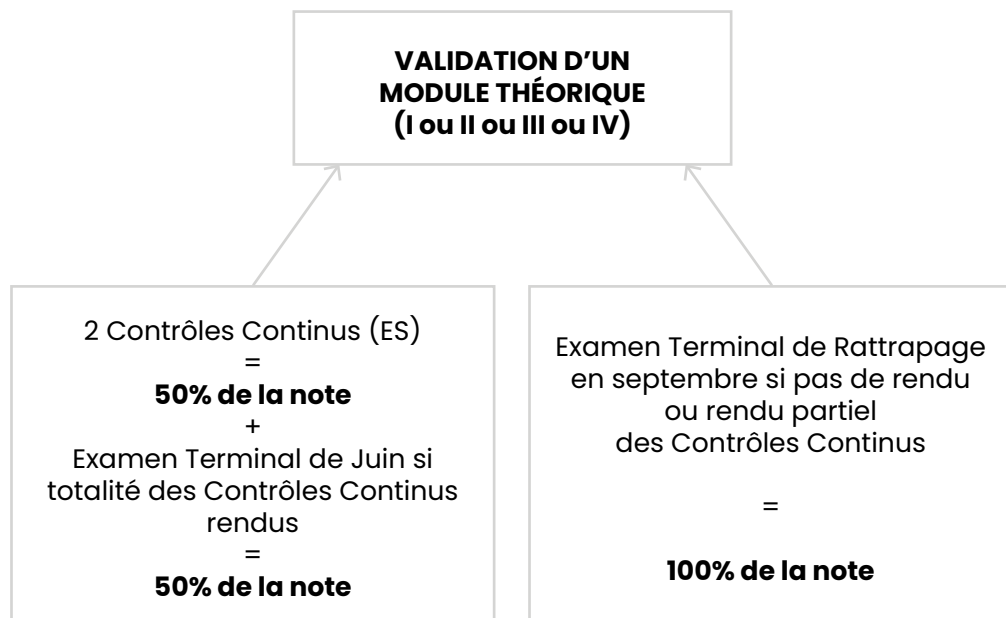 VALIDATION D’UN
MODULE THÉORIQUE
(I ou II ou III ou IV)
2 Contrôles Continus (ES)
=
50% de la note
+
Examen Terminal de Juin si
totalité des Contrôles Continus
rendus
=
50% de la note
Examen Terminal de Rattrapage
en septembre si pas de rendu
ou rendu partiel
des Contrôles Continus
=
100% de la note